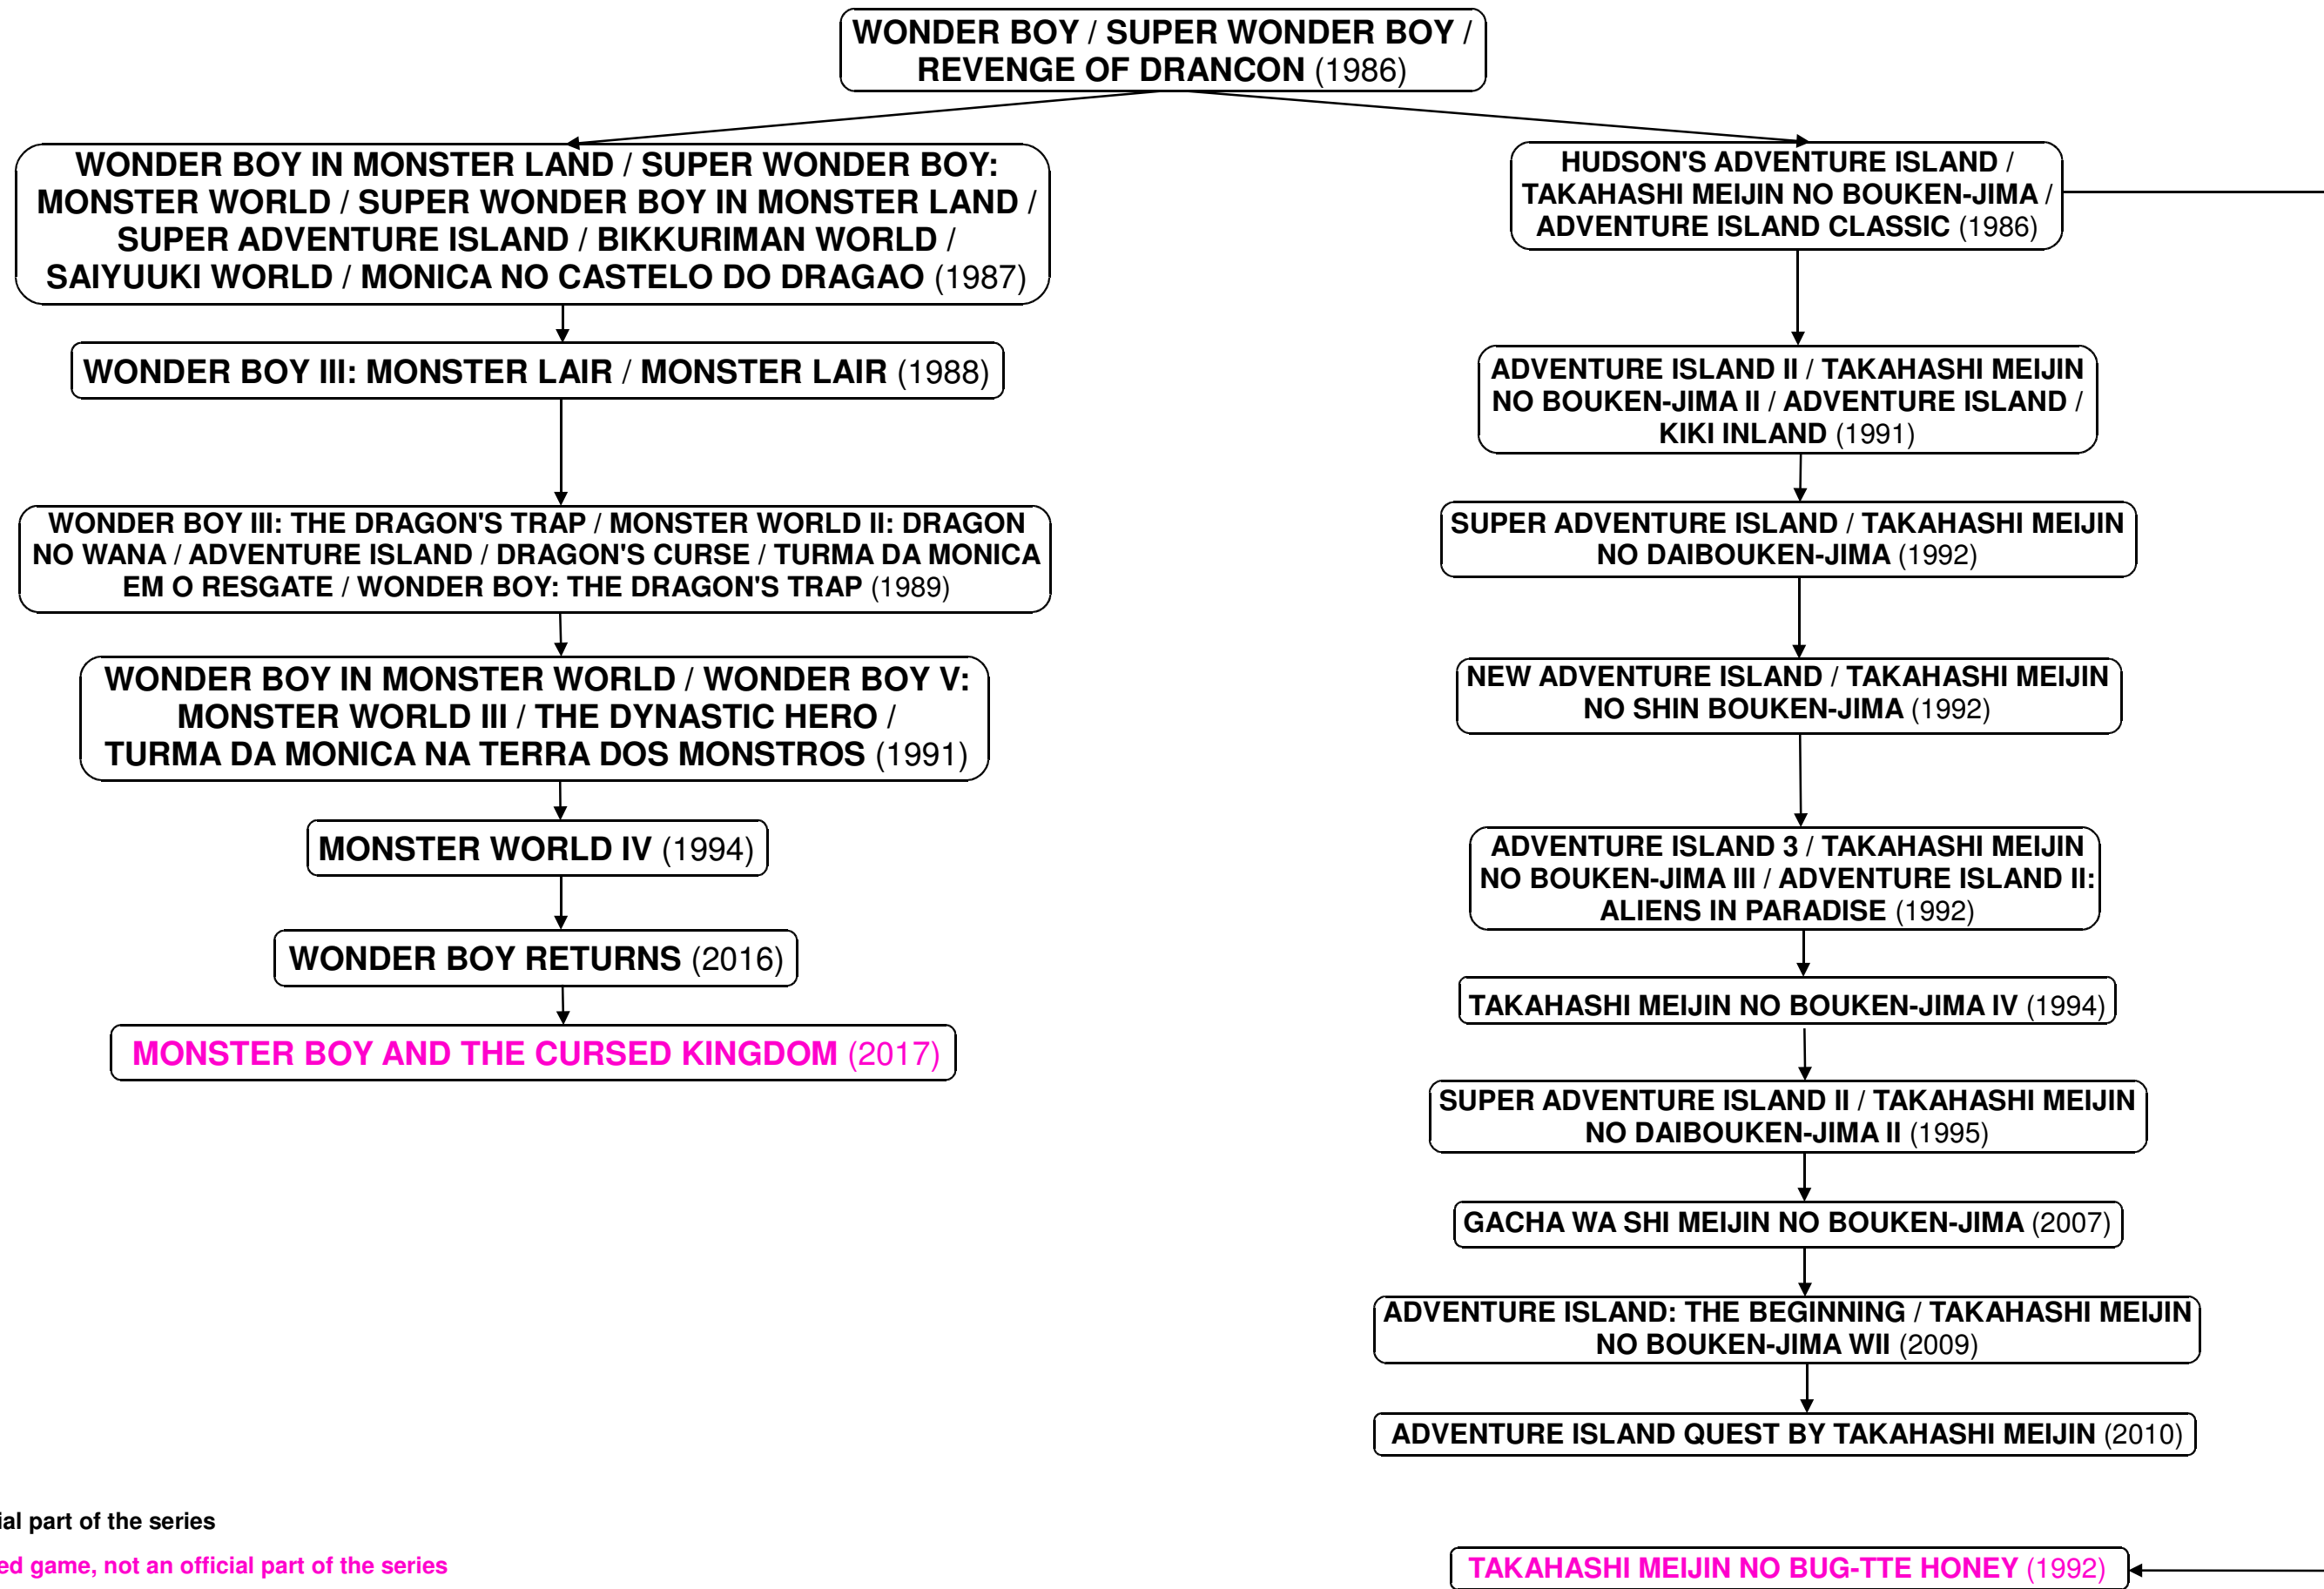 WONDER BOY / SUPER WONDER BOY /
REVENGE OF DRANCON (1986)
WONDER BOY IN MONSTER LAND / SUPER WONDER BOY:
MONSTER WORLD / SUPER WONDER BOY IN MONSTER LAND /
SUPER ADVENTURE ISLAND / BIKKURIMAN WORLD /
SAIYUUKI WORLD / MONICA NO CASTELO DO DRAGAO (1987)
WONDER BOY III: MONSTER LAIR / MONSTER LAIR (1988)
WONDER BOY III: THE DRAGON'S TRAP / MONSTER WORLD II: DRAGON
NO WANA / ADVENTURE ISLAND / DRAGON'S CURSE / TURMA DA MONICA
EM O RESGATE / WONDER BOY: THE DRAGON'S TRAP (1989)
WONDER BOY IN MONSTER WORLD / WONDER BOY V:
MONSTER WORLD III / THE DYNASTIC HERO /
TURMA DA MONICA NA TERRA DOS MONSTROS (1991)
MONSTER WORLD IV (1994)
WONDER BOY RETURNS (2016)
MONSTER BOY AND THE CURSED KINGDOM (2017)
HUDSON'S ADVENTURE ISLAND /
TAKAHASHI MEIJIN NO BOUKEN-JIMA /
ADVENTURE ISLAND CLASSIC (1986)
ADVENTURE ISLAND II / TAKAHASHI MEIJIN
NO BOUKEN-JIMA II / ADVENTURE ISLAND /
KIKI INLAND (1991)
SUPER ADVENTURE ISLAND / TAKAHASHI MEIJIN
NO DAIBOUKEN-JIMA (1992)
NEW ADVENTURE ISLAND / TAKAHASHI MEIJIN
NO SHIN BOUKEN-JIMA (1992)
ADVENTURE ISLAND 3 / TAKAHASHI MEIJIN
NO BOUKEN-JIMA III / ADVENTURE ISLAND II:
ALIENS IN PARADISE (1992)
TAKAHASHI MEIJIN NO BOUKEN-JIMA IV (1994)
SUPER ADVENTURE ISLAND II / TAKAHASHI MEIJIN
NO DAIBOUKEN-JIMA II (1995)
GACHA WA SHI MEIJIN NO BOUKEN-JIMA (2007)
ADVENTURE ISLAND: THE BEGINNING / TAKAHASHI MEIJIN
NO BOUKEN-JIMA WII (2009)
ADVENTURE ISLAND QUEST BY TAKAHASHI MEIJIN (2010)
part of the series
game, not an official part of the series
TAKAHASHI MEIJIN NO BUG-TTE HONEY (1992)